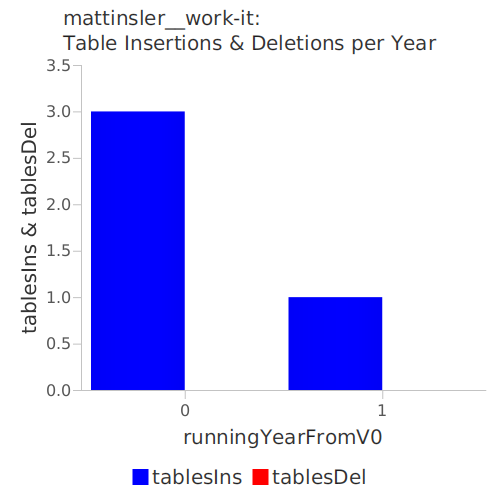 mattinsler__work-it:
Table Insertions & Deletions per Year
3.5
3.0
2.5
2.0
1.5
1.0
0.5
0.0
tablesIns & tablesDel
0 1
runningYearFromV0
tablesIns tablesDel